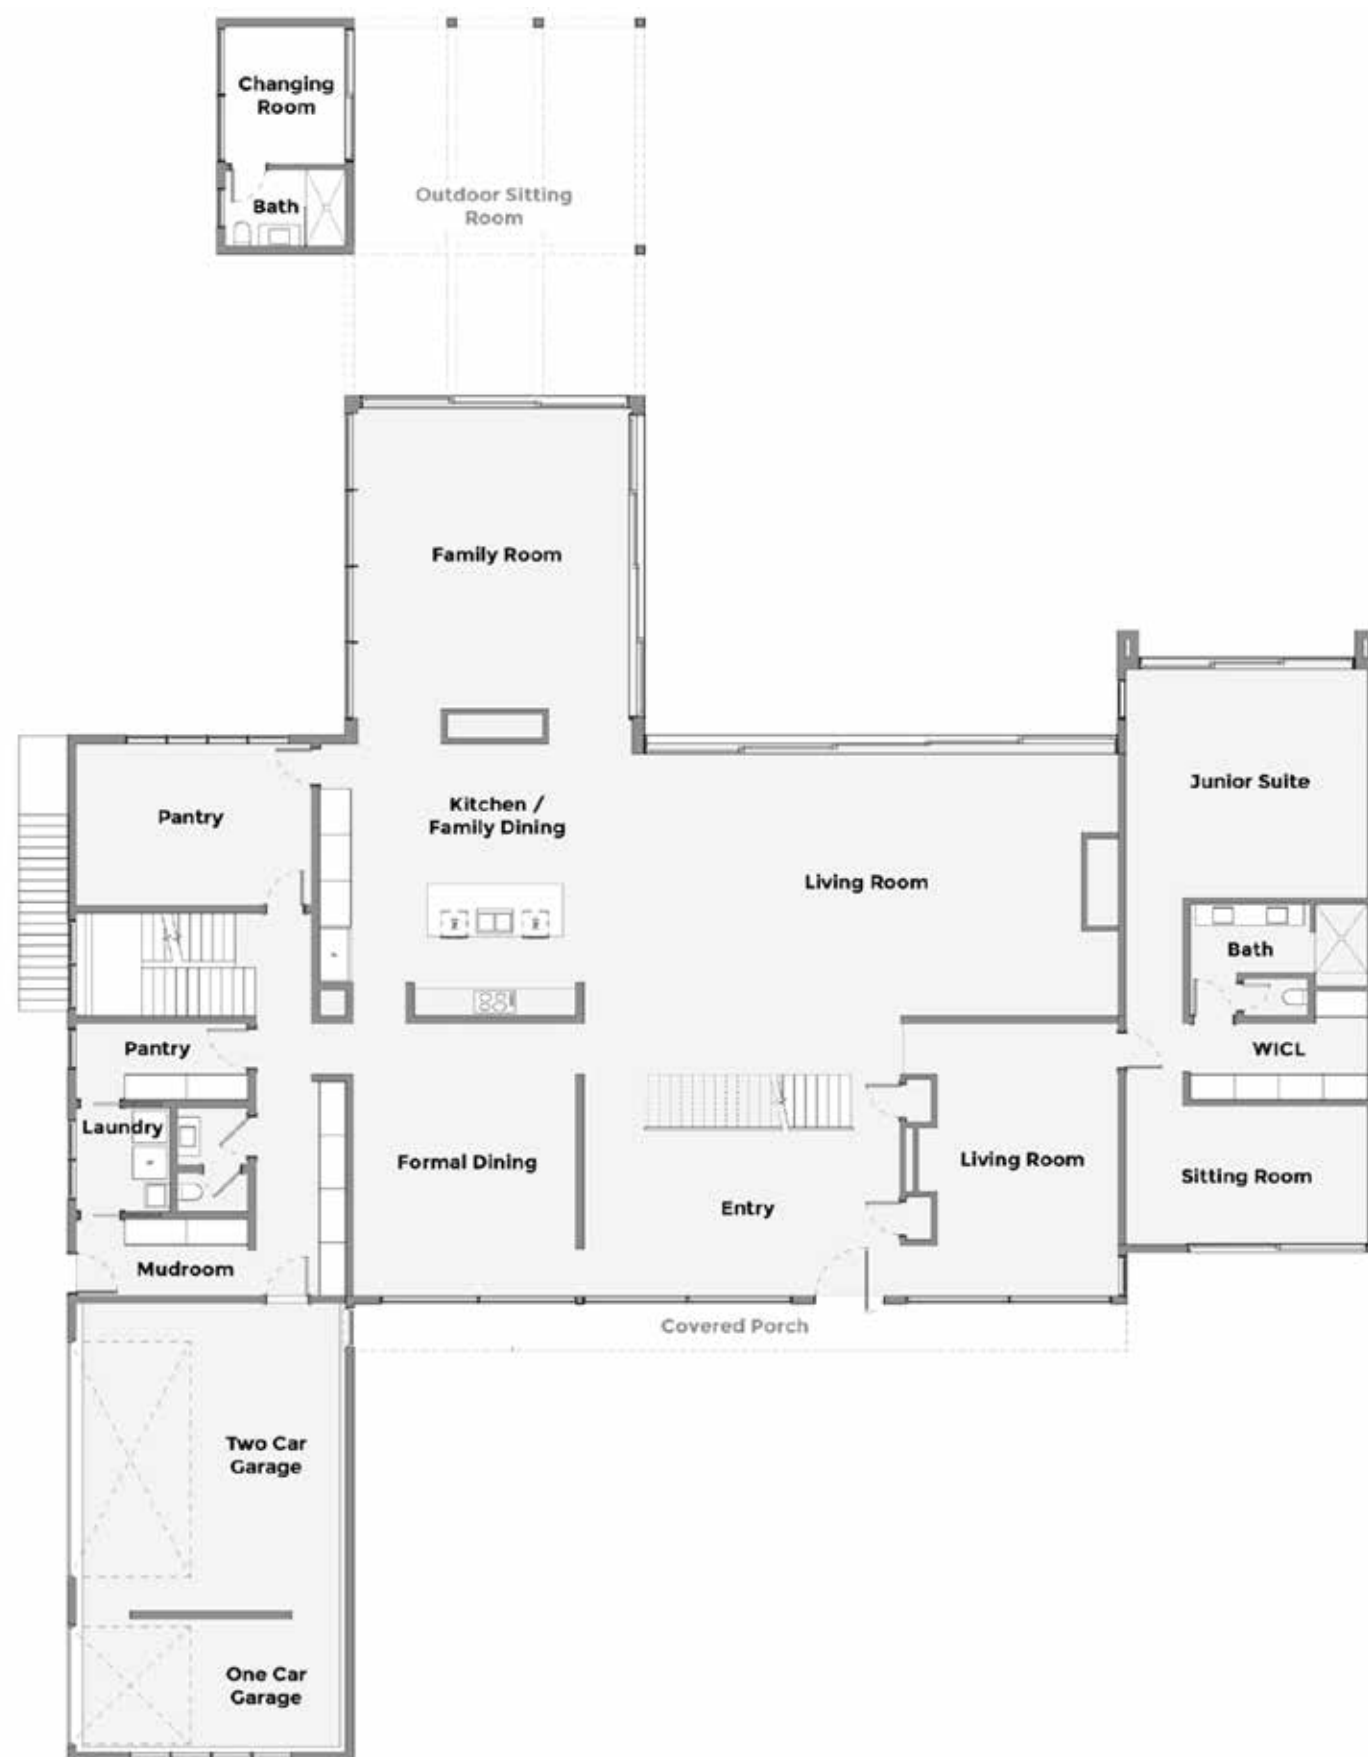 Changing
Room
Bath
Outdoor Sitting
Room
Family Room
Junior Suite
Kitchen /
Family Dining
Pantry
Living Room
Bath
Pantry
WICL
Laundry
Formal Dining
Living Room
Sitting Room
Entry
Mudroom
Covered Porch
Two Car
Garage
One Car
Garage